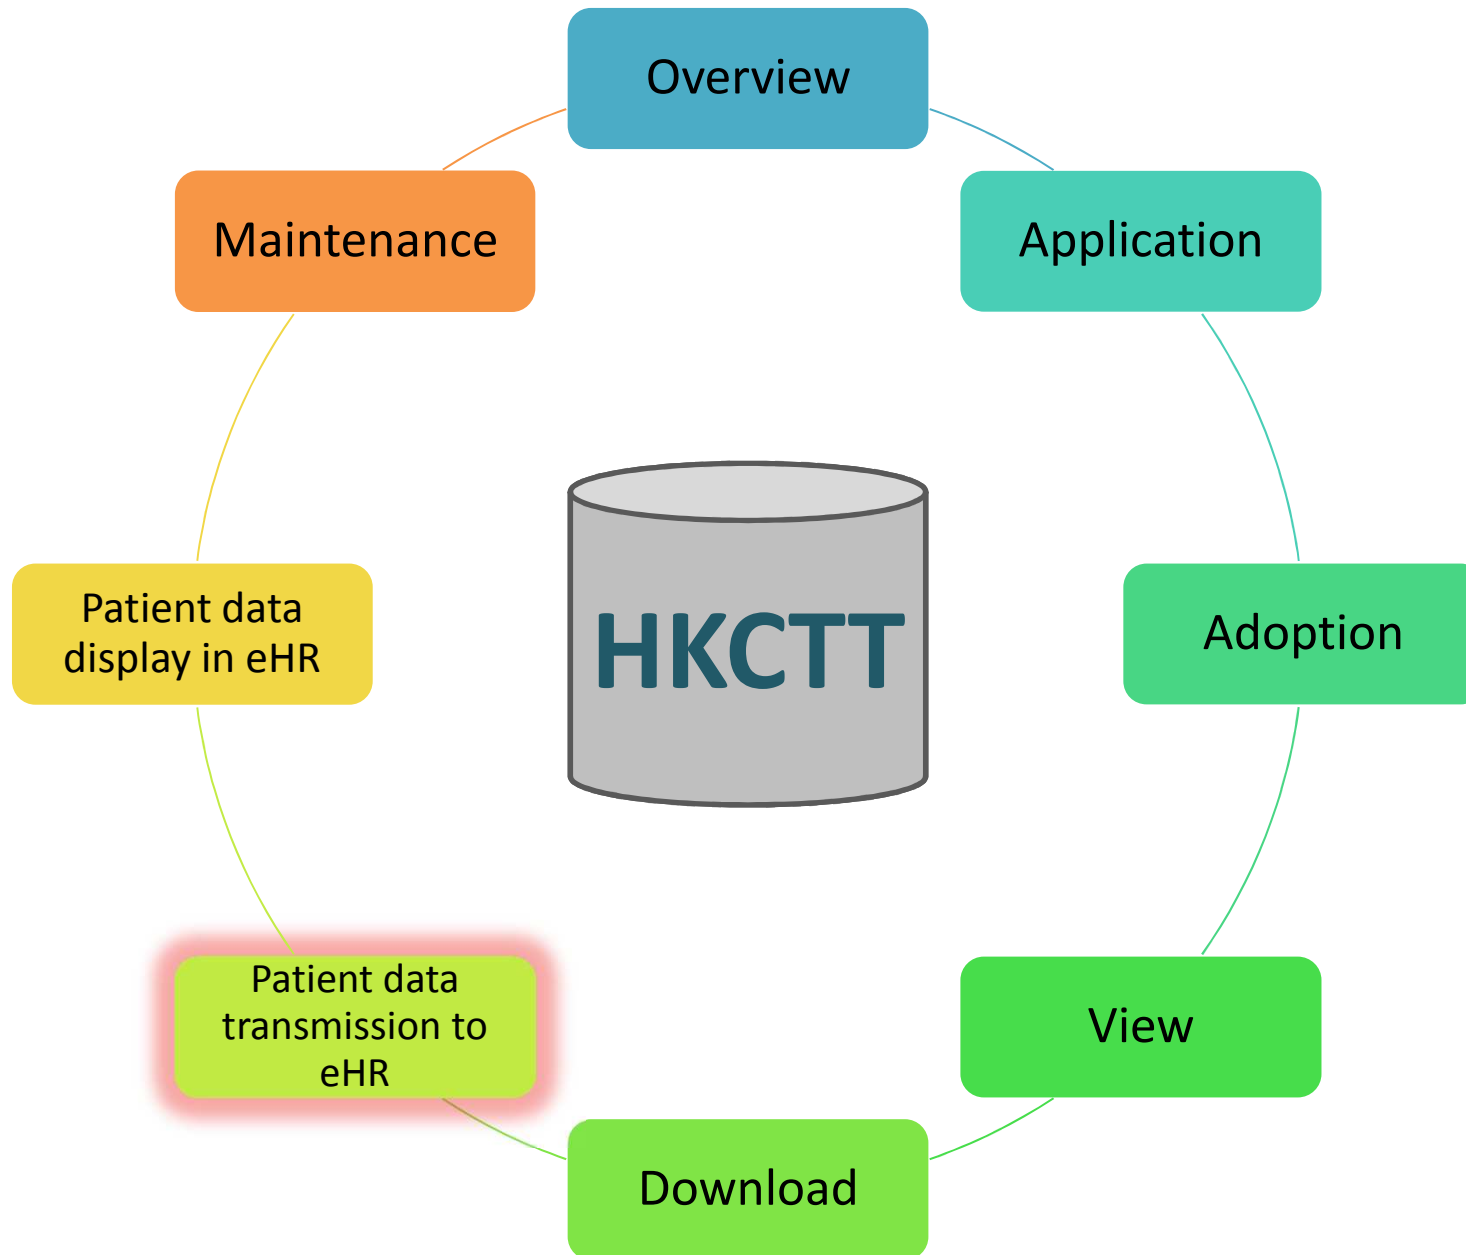 Overview
Maintenance
Application
HKCTT
Patient data
display in eHR
Adoption
Patient data
transmission to
eHR
View
Download